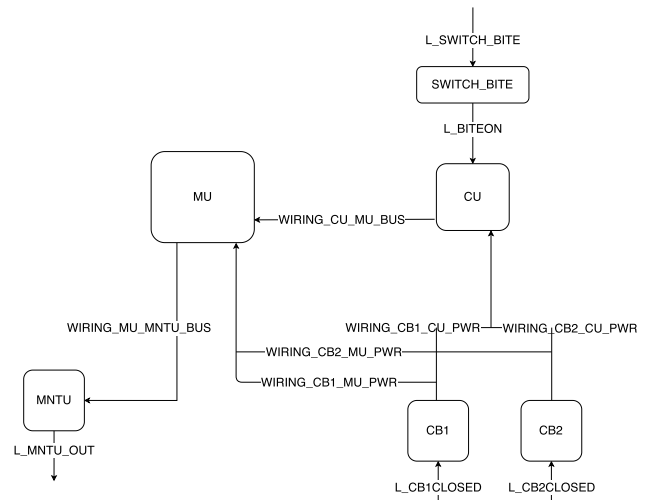 L_SWITCH_BITE
SWITCH_BITE
L_BITEON
MU
CU
WIRING_CU_MU_BUS
WIRING_MU_MNTU_BUS
WIRING_CB1_CU_PWR
WIRING_CB2_CU_PWR
WIRING_CB2_MU_PWR
WIRING_CB1_MU_PWR
MNTU
CB1
CB2
L_MNTU_OUT
L_CB1CLOSED
L_CB2CLOSED